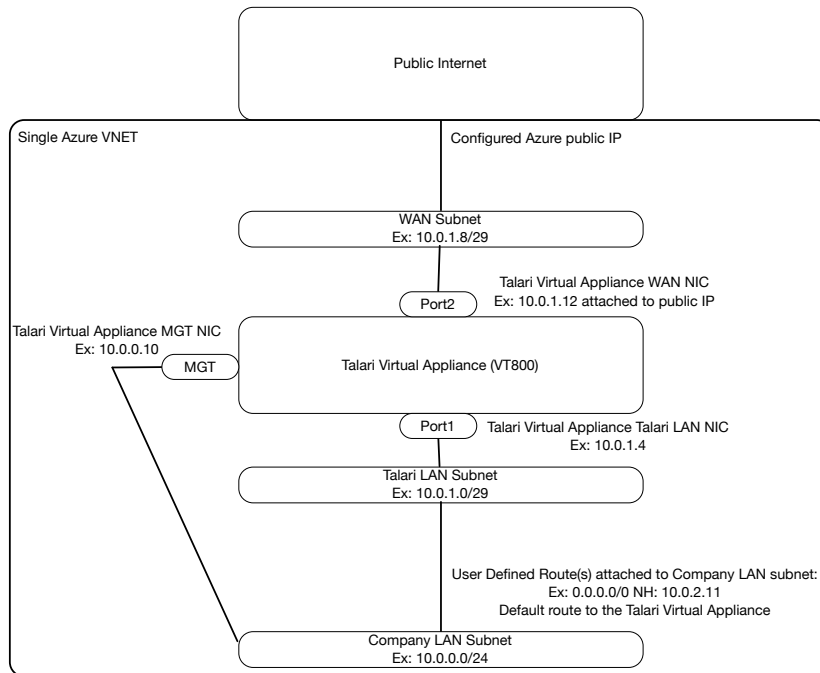 Public Internet
Single Azure VNET
Configured Azure public IP
WAN Subnet
Ex: 10.0.1.8/29
Talari Virtual Appliance WAN NIC
Ex: 10.0.1.12 attached to public IP
Port2
Talari Virtual Appliance MGT NIC
Ex: 10.0.0.10
MGT
Talari Virtual Appliance (VT800)
Port1
Talari Virtual Appliance Talari LAN NIC
Ex: 10.0.1.4
Talari LAN Subnet
Ex: 10.0.1.0/29
User Defined Route(s) attached to Company LAN subnet:
Ex: 0.0.0.0/0 NH: 10.0.2.11
Default route to the Talari Virtual Appliance
Company LAN Subnet
Ex: 10.0.0.0/24